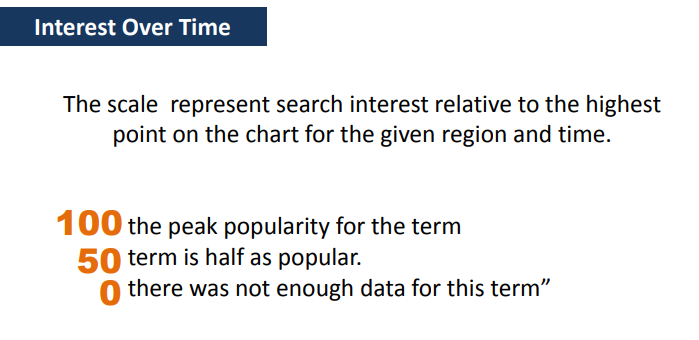 Interest Over Time
The scale  represent search interest relative to the highest
point on the chart for the given region and time.
100 the peak popularity for the term
50 term is half as popular.
0 there was not enough data for this term”